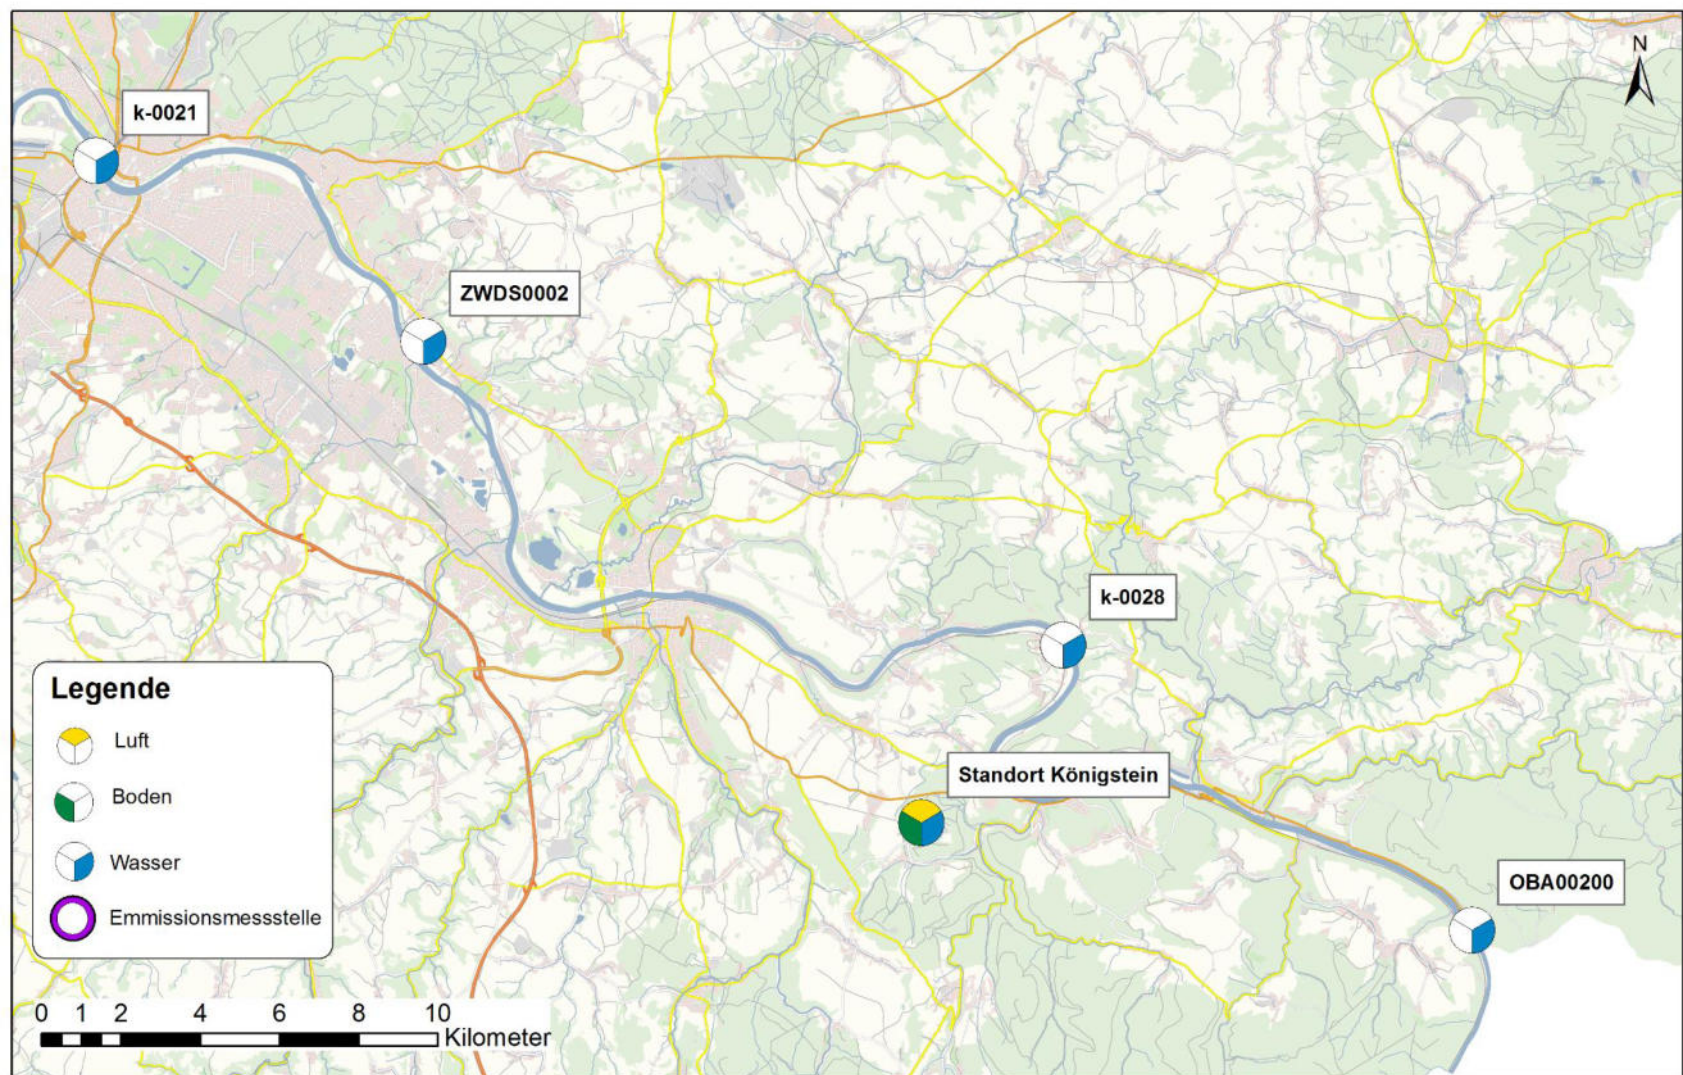 N
k-0021
ZWDS0002
k-0028
Standort Königstein
OBA00200
Legende
Luft
Boden
Wasser
Emmissionsmessstelle
0 1 2 4 6 8 10
Kilometer